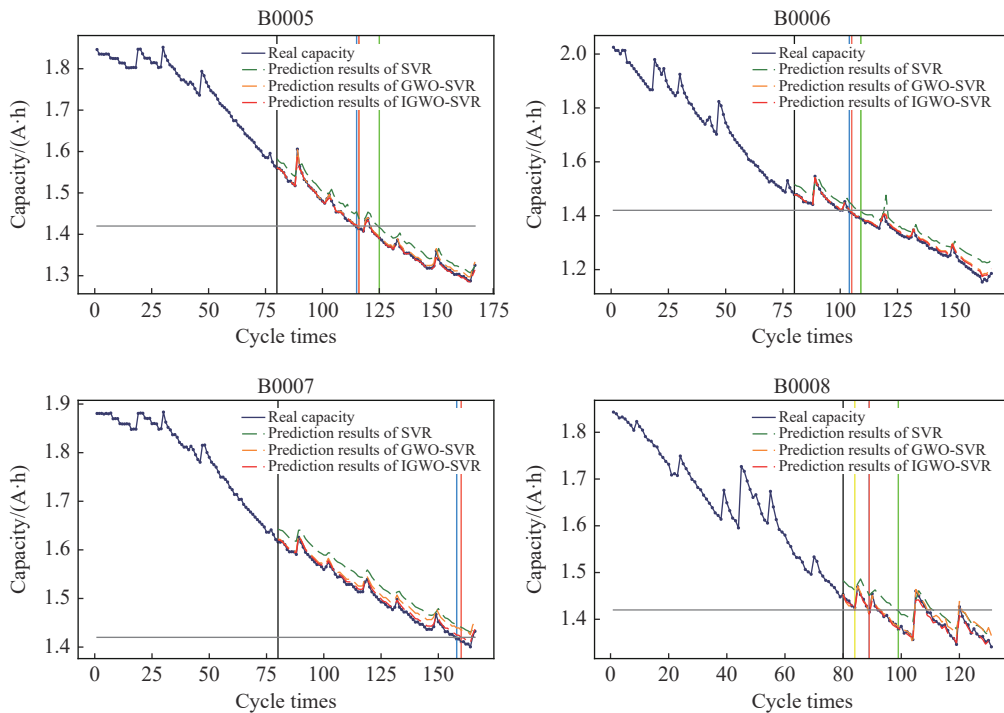 B0005
Capacity/(A·h)
1.8
1.7
1.6
1.5
1.4
1.3
Real capacity
Prediction results of SVR
Prediction results of GWO-SVR
Prediction results of IGWO-SVR
0 25 50 75 100 125 150 175
Cycle times
B0006
Capacity/(A·h)
2.0
1.8
1.6
1.4
1.2
Real capacity
Prediction results of SVR
Prediction results of GWO-SVR
Prediction results of IGWO-SVR
0 25 50 75 100 125 150
Cycle times
B0007
Capacity/(A·h)
1.9
1.8
1.7
1.6
1.5
1.4
Real capacity
Prediction results of SVR
Prediction results of GWO-SVR
Prediction results of IGWO-SVR
0 25 50 75 100 125 150
Cycle times
B0008
Capacity/(A·h)
1.8
1.7
1.6
1.5
1.4
Real capacity
Prediction results of SVR
Prediction results of GWO-SVR
Prediction results of IGWO-SVR
0 20 40 60 80 100 120
Cycle times